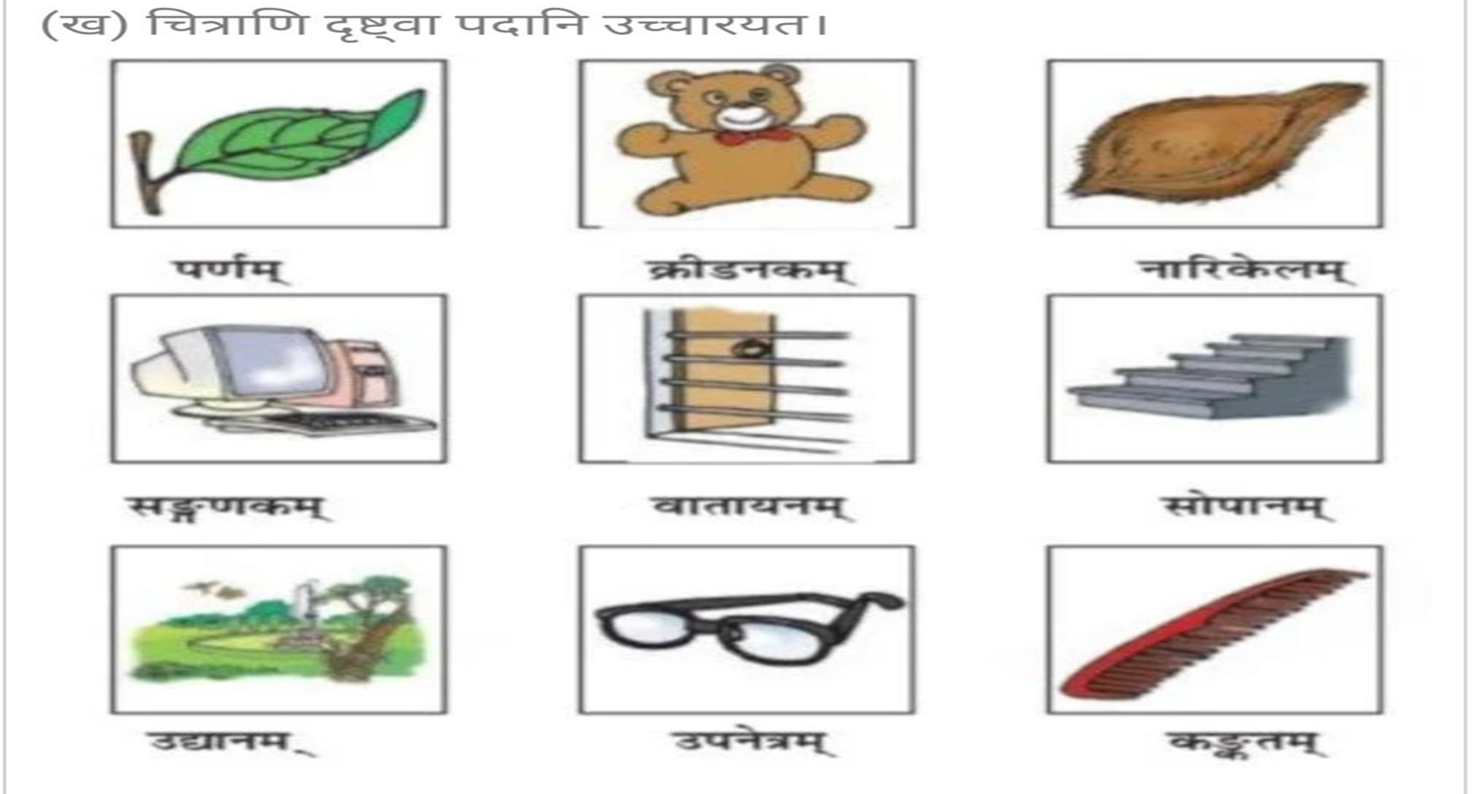 (ख) चित्राणि दृष्ट्वा पदानि उच्चारयत।
पर्णम् क्रीडनकम् नारिकेलम्
सङ्गणकम् वातायनम् सोपानम्
उद्यानम् उपनेत्रम् कङ्कतम्